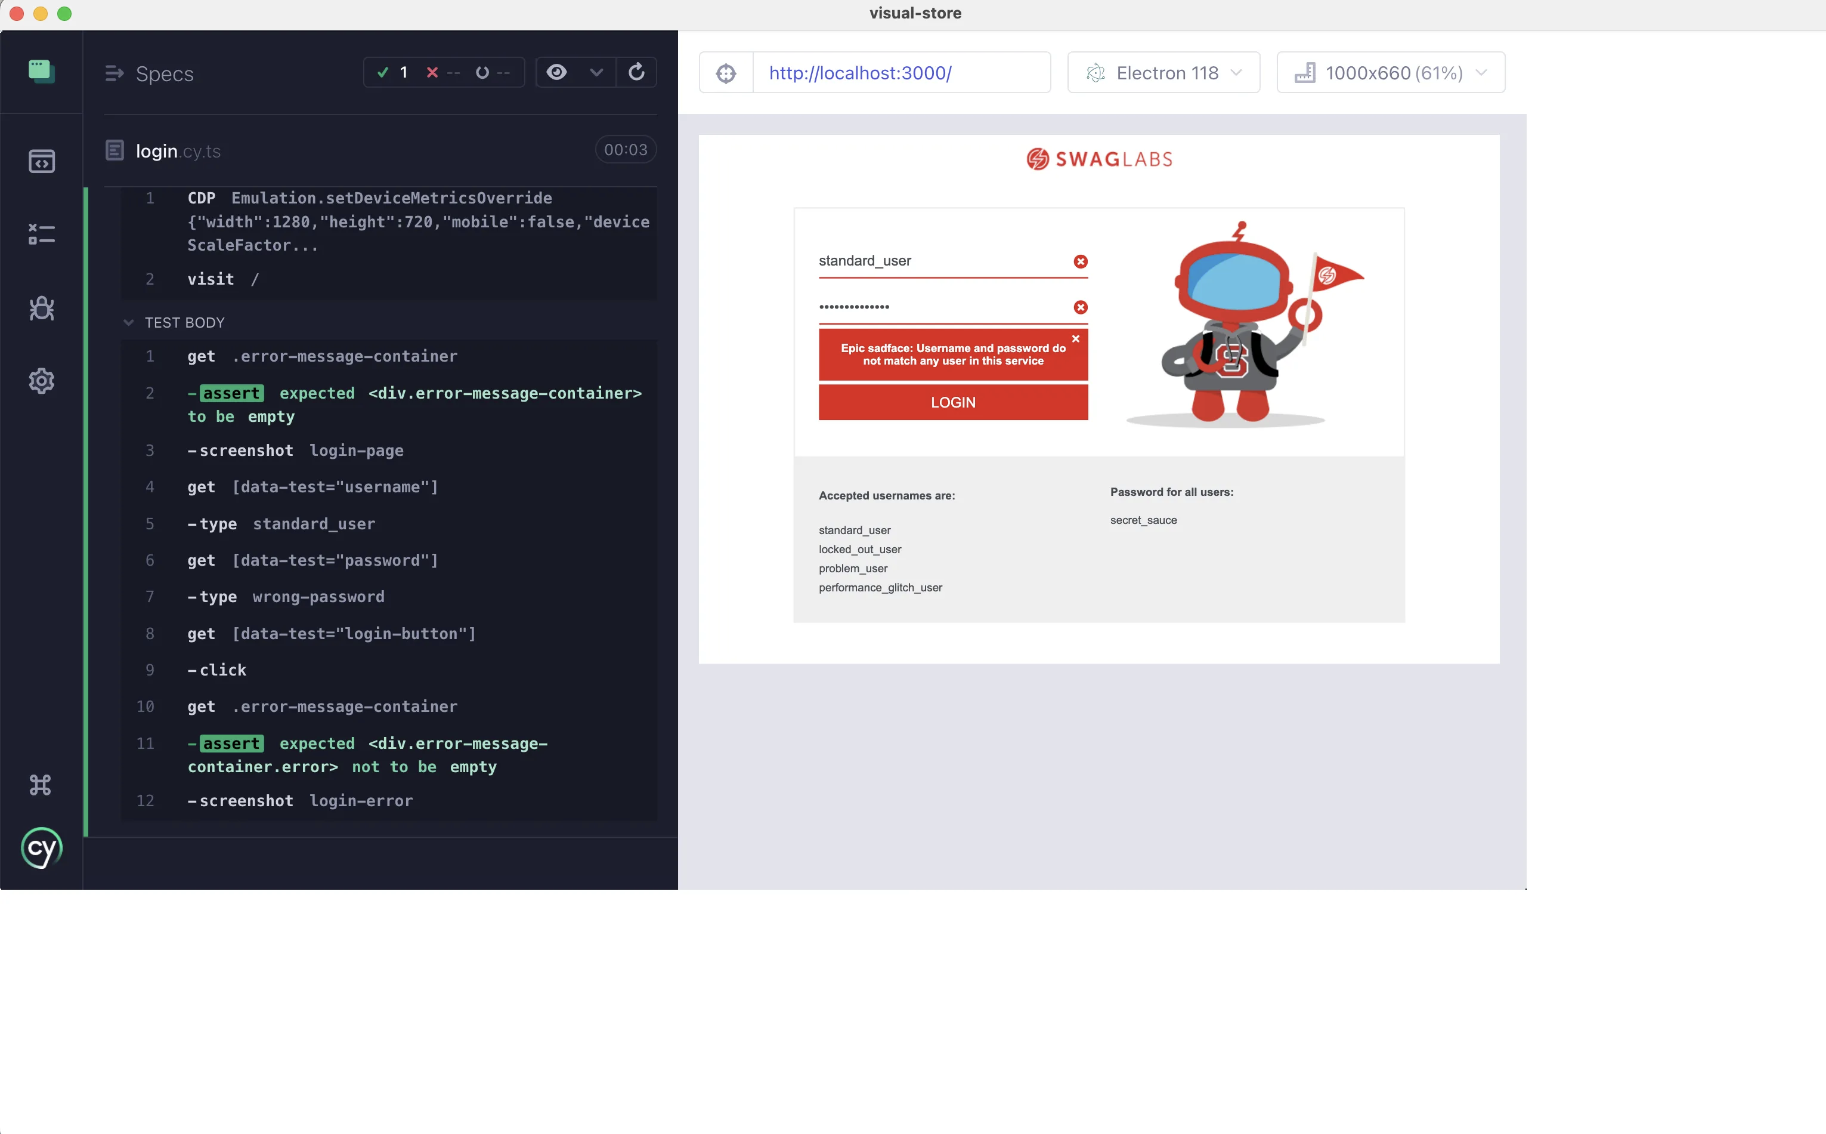 visual-store
Specs
1 -- --
login.cy.ts
00:03
1 CDP Emulation.setDeviceMetricsOverride
{"width":1280,"height":720,"mobile":false,"device
ScaleFactor...
2 visit /
TEST BODY
1 get .error-message-container
2 -assert expected <div.error-message-container>
to be empty
3 -screenshot login-page
4 get [data-test="username"]
5 -type standard_user
6 get [data-test="password"]
7 -type wrong-password
8 get [data-test="login-button"]
9 -click
10 get .error-message-container
11 -assert expected <div.error-message-
container.error> not to be empty
12 -screenshot login-error
cy
http://localhost:3000/
Electron 118
1000x660 (61%)
SWAGLABS
standard_user
••••••••••••••
Epic sadface: Username and password do
not match any user in this service
LOGIN
S
Accepted usernames are:
standard_user
locked_out_user
problem_user
performance_glitch_user
Password for all users:
secret_sauce